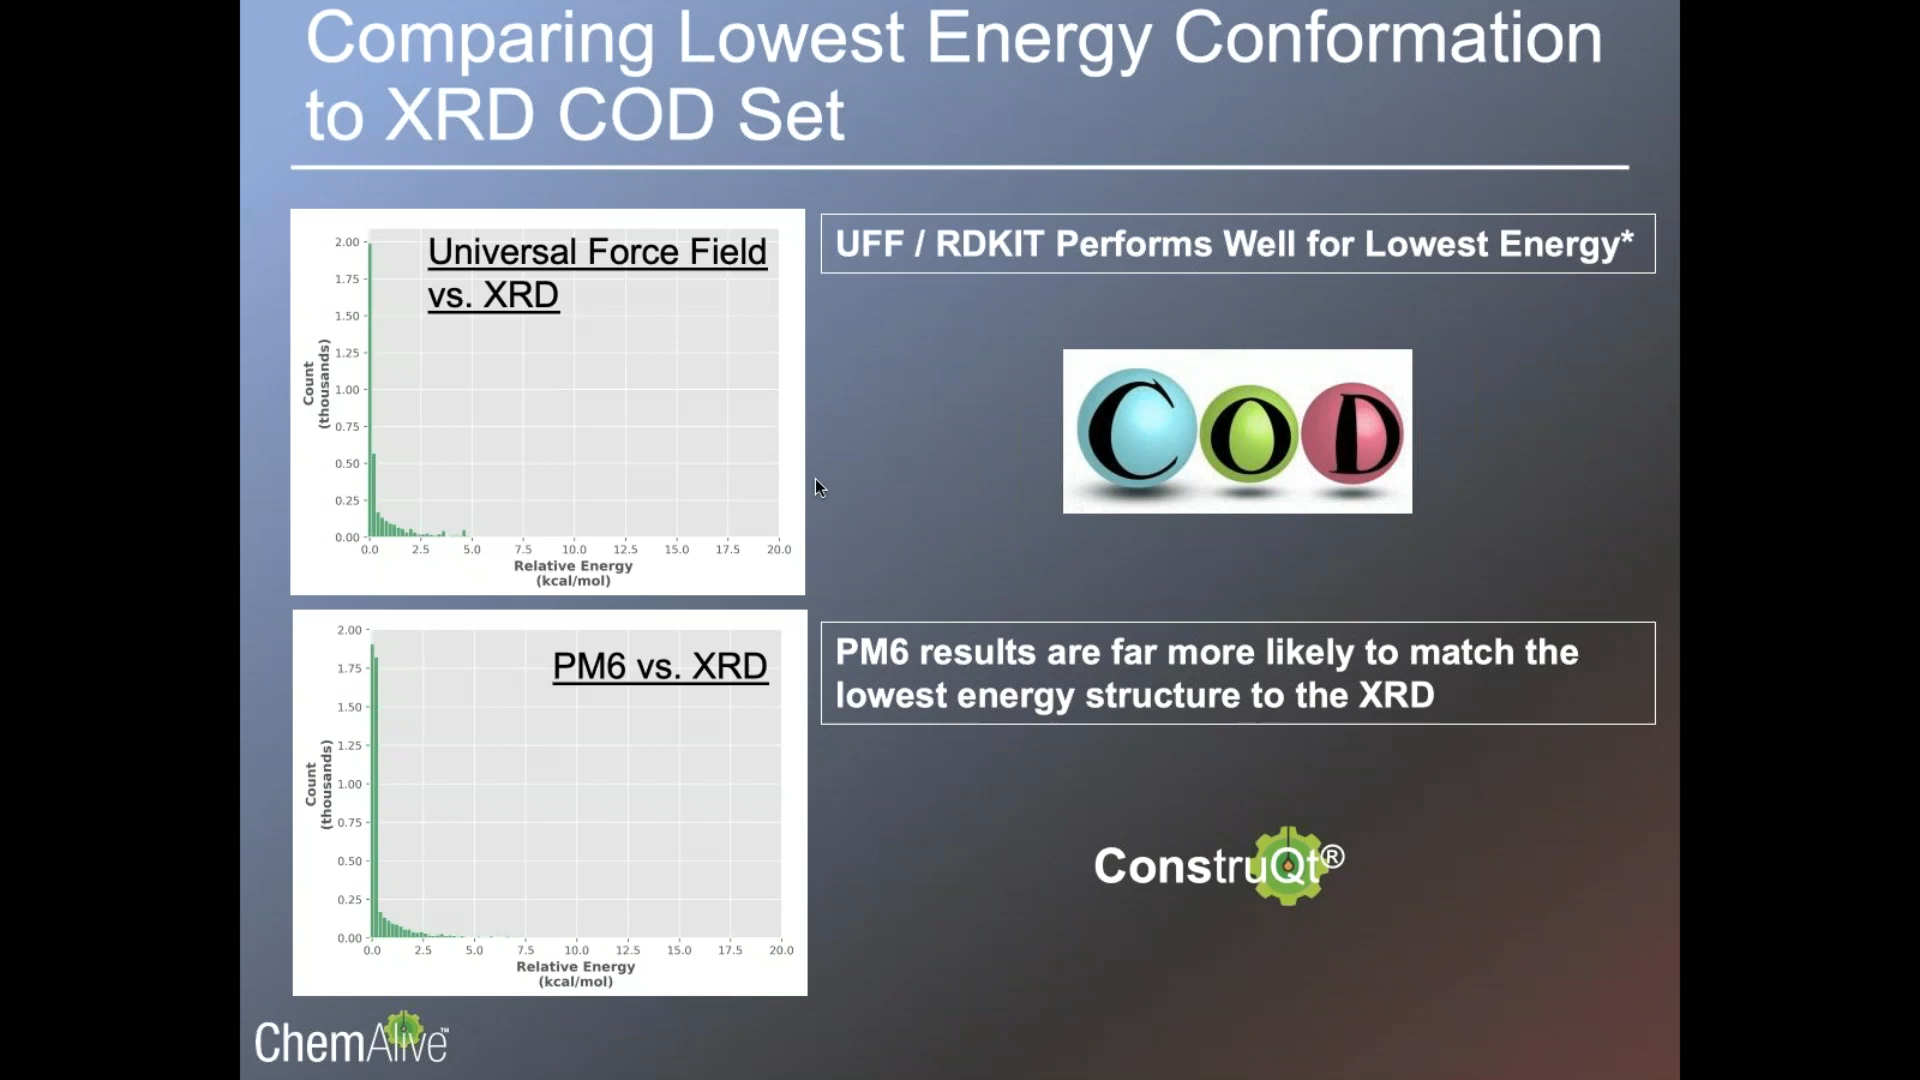 Comparing Lowest Energy Conformation
to XRD COD Set
Universal Force Field
vs. XRD
2.00
1.75
1.50
1.25
1.00
0.75
0.50
0.25
0.00
Count
(thousands)
0.0 2.5 5.0 7.5 10.0 12.5 15.0 17.5 20.0
Relative Energy
(kcal/mol)
UFF / RDKIT Performs Well for Lowest Energy*
COD
PM6 vs. XRD
2.00
1.75
1.50
1.25
1.00
0.75
0.50
0.25
0.00
Count
(thousands)
0.0 2.5 5.0 7.5 10.0 12.5 15.0 17.5 20.0
Relative Energy
(kcal/mol)
PM6 results are far more likely to match the
lowest energy structure to the XRD
ConstruQt®
ChemAlive™